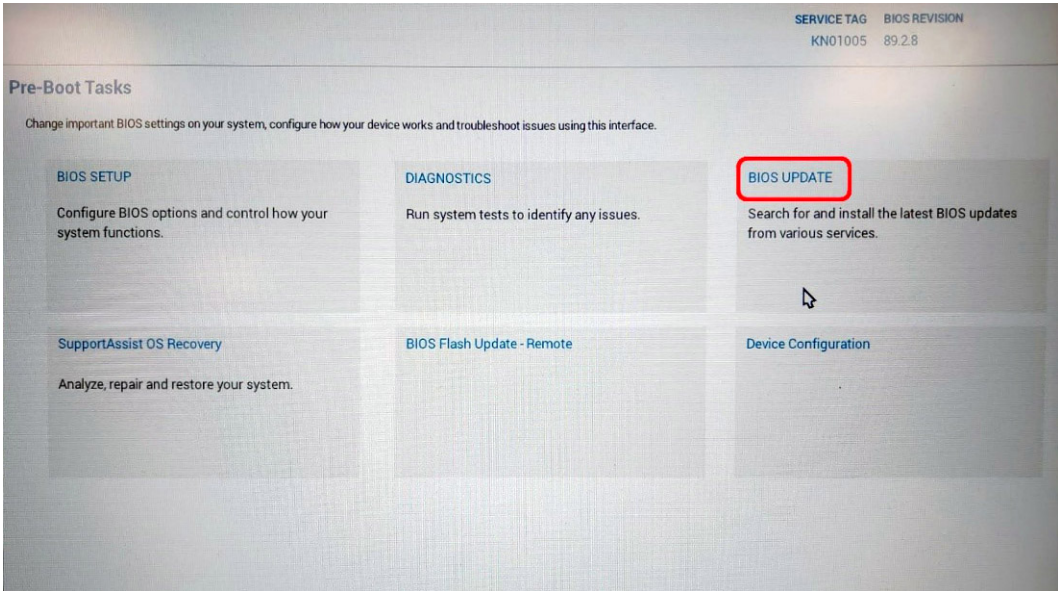 SERVICE TAG BIOS REVISION
KN01005 89.2.8
Pre-Boot Tasks
Change important BIOS settings on your system, configure how your device works and troubleshoot issues using this interface.
BIOS SETUP
Configure BIOS options and control how your
system functions.
DIAGNOSTICS
Run system tests to identify any issues.
BIOS UPDATE
Search for and install the latest BIOS updates
from various services.
SupportAssist OS Recovery
Analyze, repair and restore your system.
BIOS Flash Update - Remote
Device Configuration